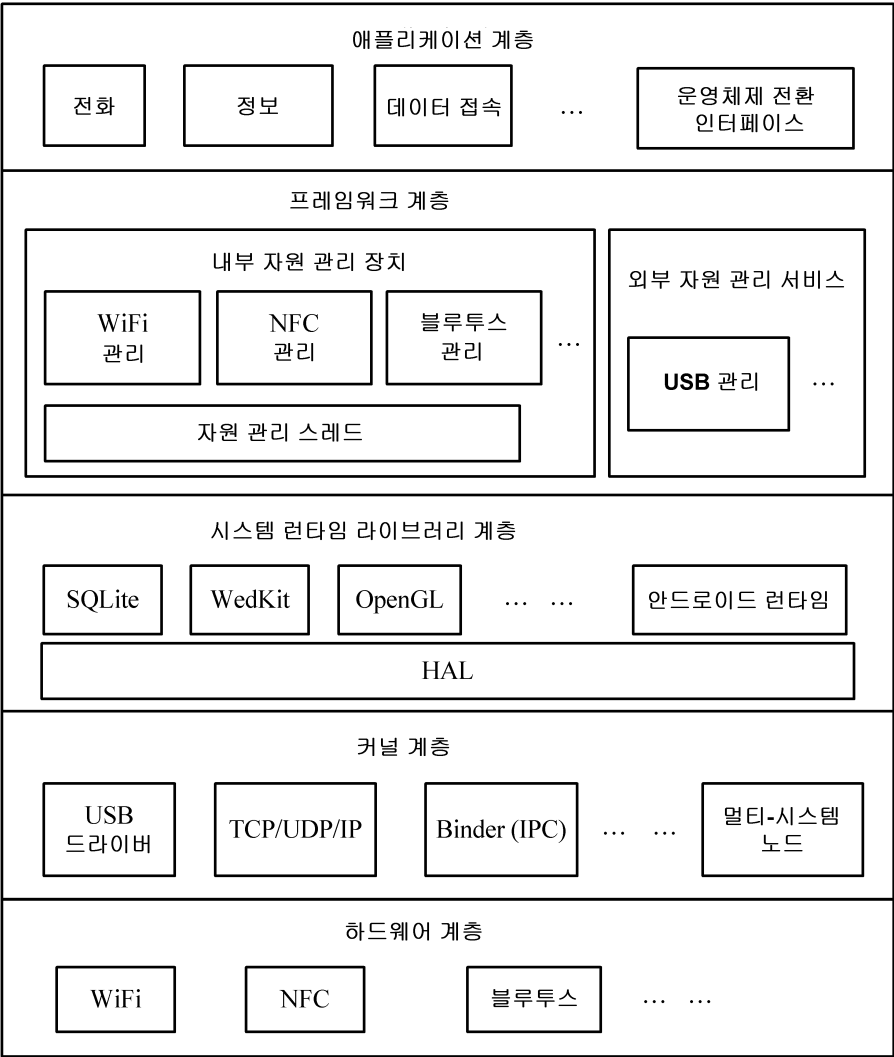 애플리케이션 계층
전화
정보
데이터 접속
...
운영체제 전환
인터페이스
프레임워크 계층
내부 자원 관리 장치
WiFi
관리
NFC
관리
블루투스
관리
...
자원 관리 스레드
외부 자원 관리 서비스
USB 관리
...
시스템 런타임 라이브러리 계층
SQLite
WedKit
OpenGL
... ...
안드로이드 런타임
HAL
커널 계층
USB
드라이버
TCP/UDP/IP
Binder (IPC)
... ...
멀티-시스템
노드
하드웨어 계층
WiFi
NFC
블루투스
... ...